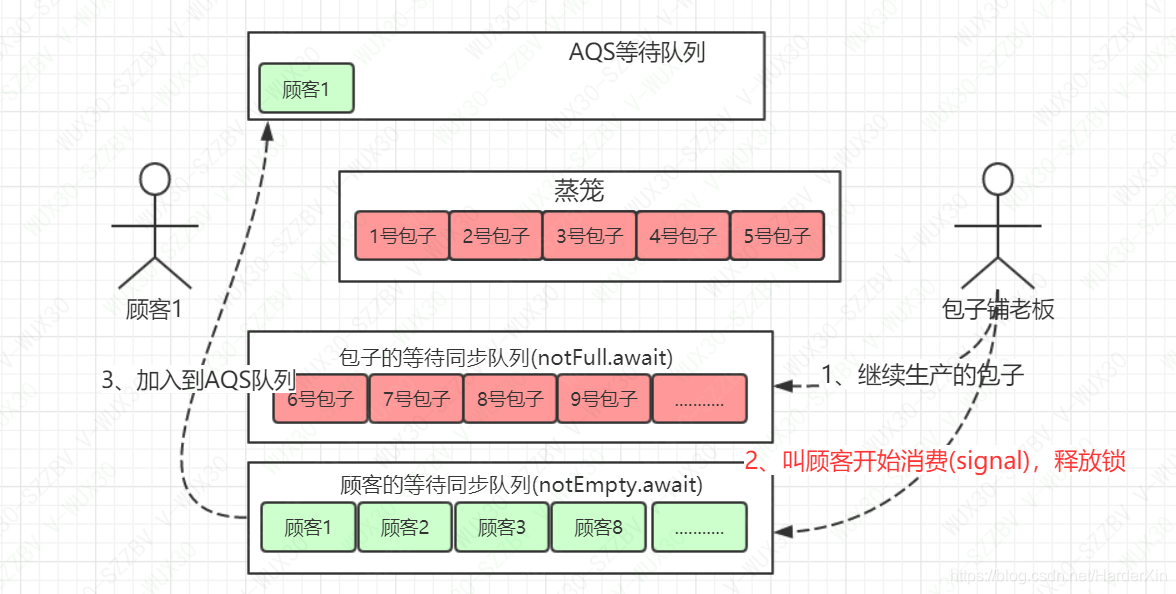 AQS等待队列
顾客1
蒸笼
1号包子 2号包子 3号包子 4号包子 5号包子
顾客1
包子铺老板
包子的等待同步队列(notFull.await)
1、继续生产的包子
3、加入到AQS队列
6号包子 7号包子 8号包子 9号包子 ...........
2、叫顾客开始消费(signal)，释放锁
顾客的等待同步队列(notEmpty.await)
顾客1 顾客2 顾客3 顾客8 ...........
https://blog.csdn.net/HarderXin